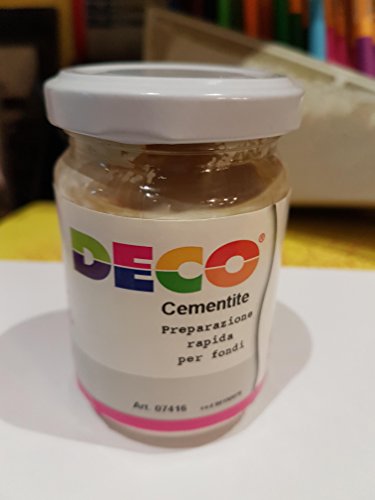 DECO®
Cementite
Preparazione
rapida
per fondi
Art. 07416